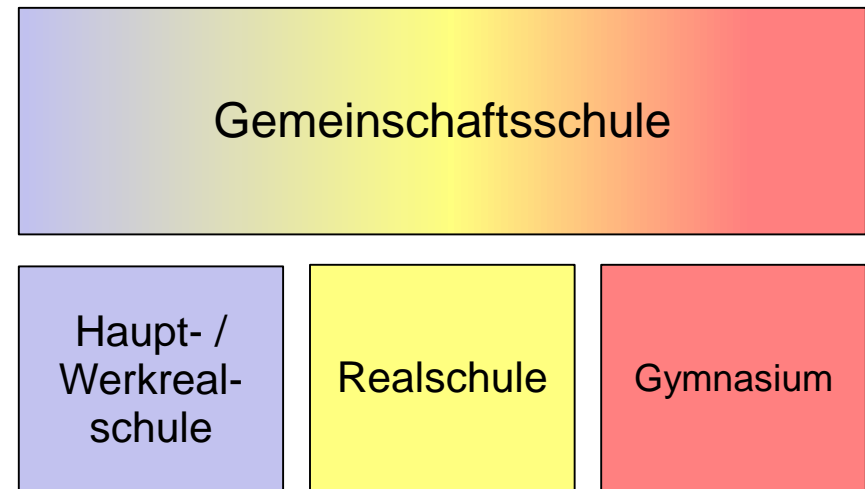 Gemeinschaftsschule
Haupt- /
Werkreal-
schule
Realschule
Gymnasium